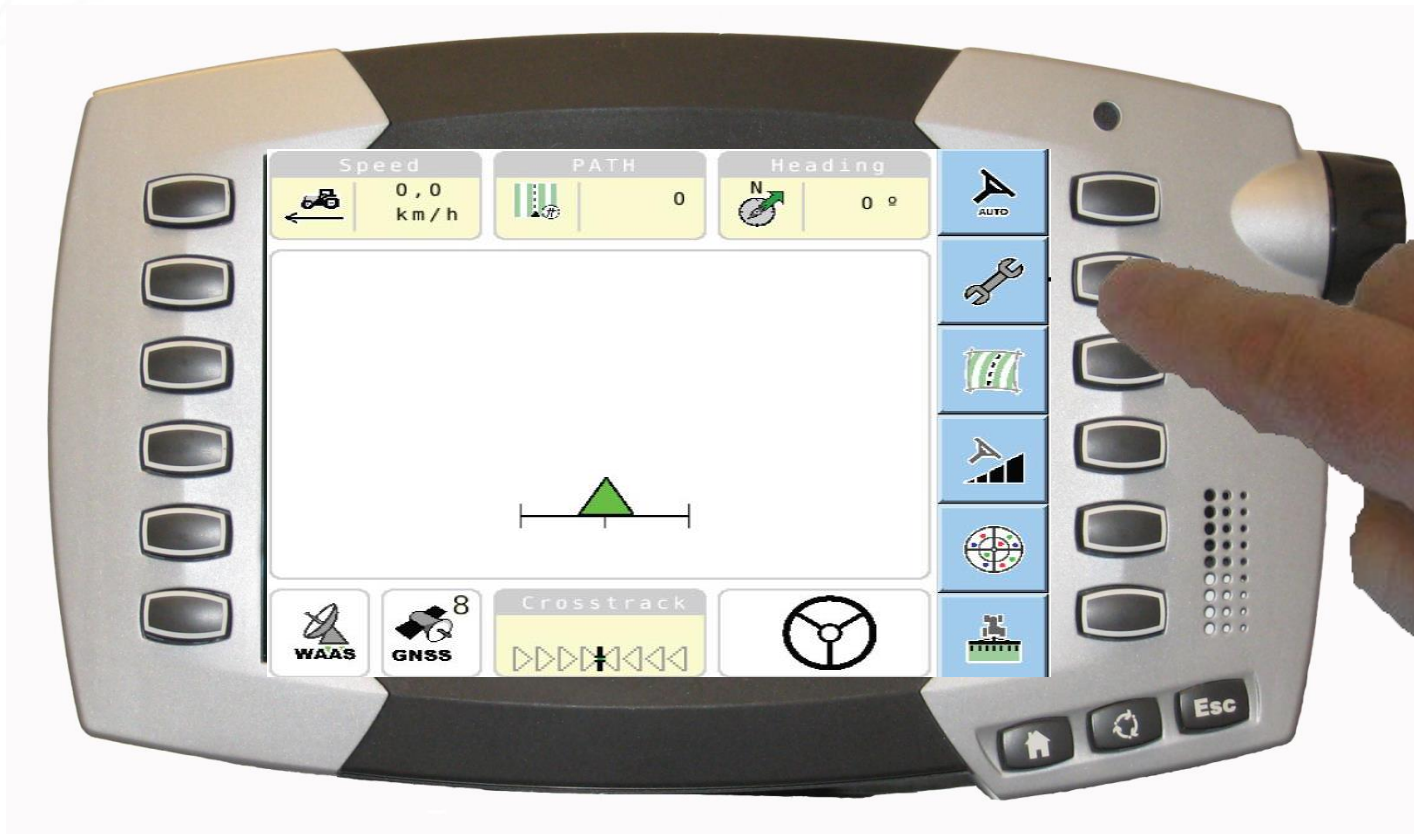 Speed
0,0
km/h
PATH
0
N
Heading
0 º
AUTO
WAAS
8
GNSS
Crosstrack
Esc